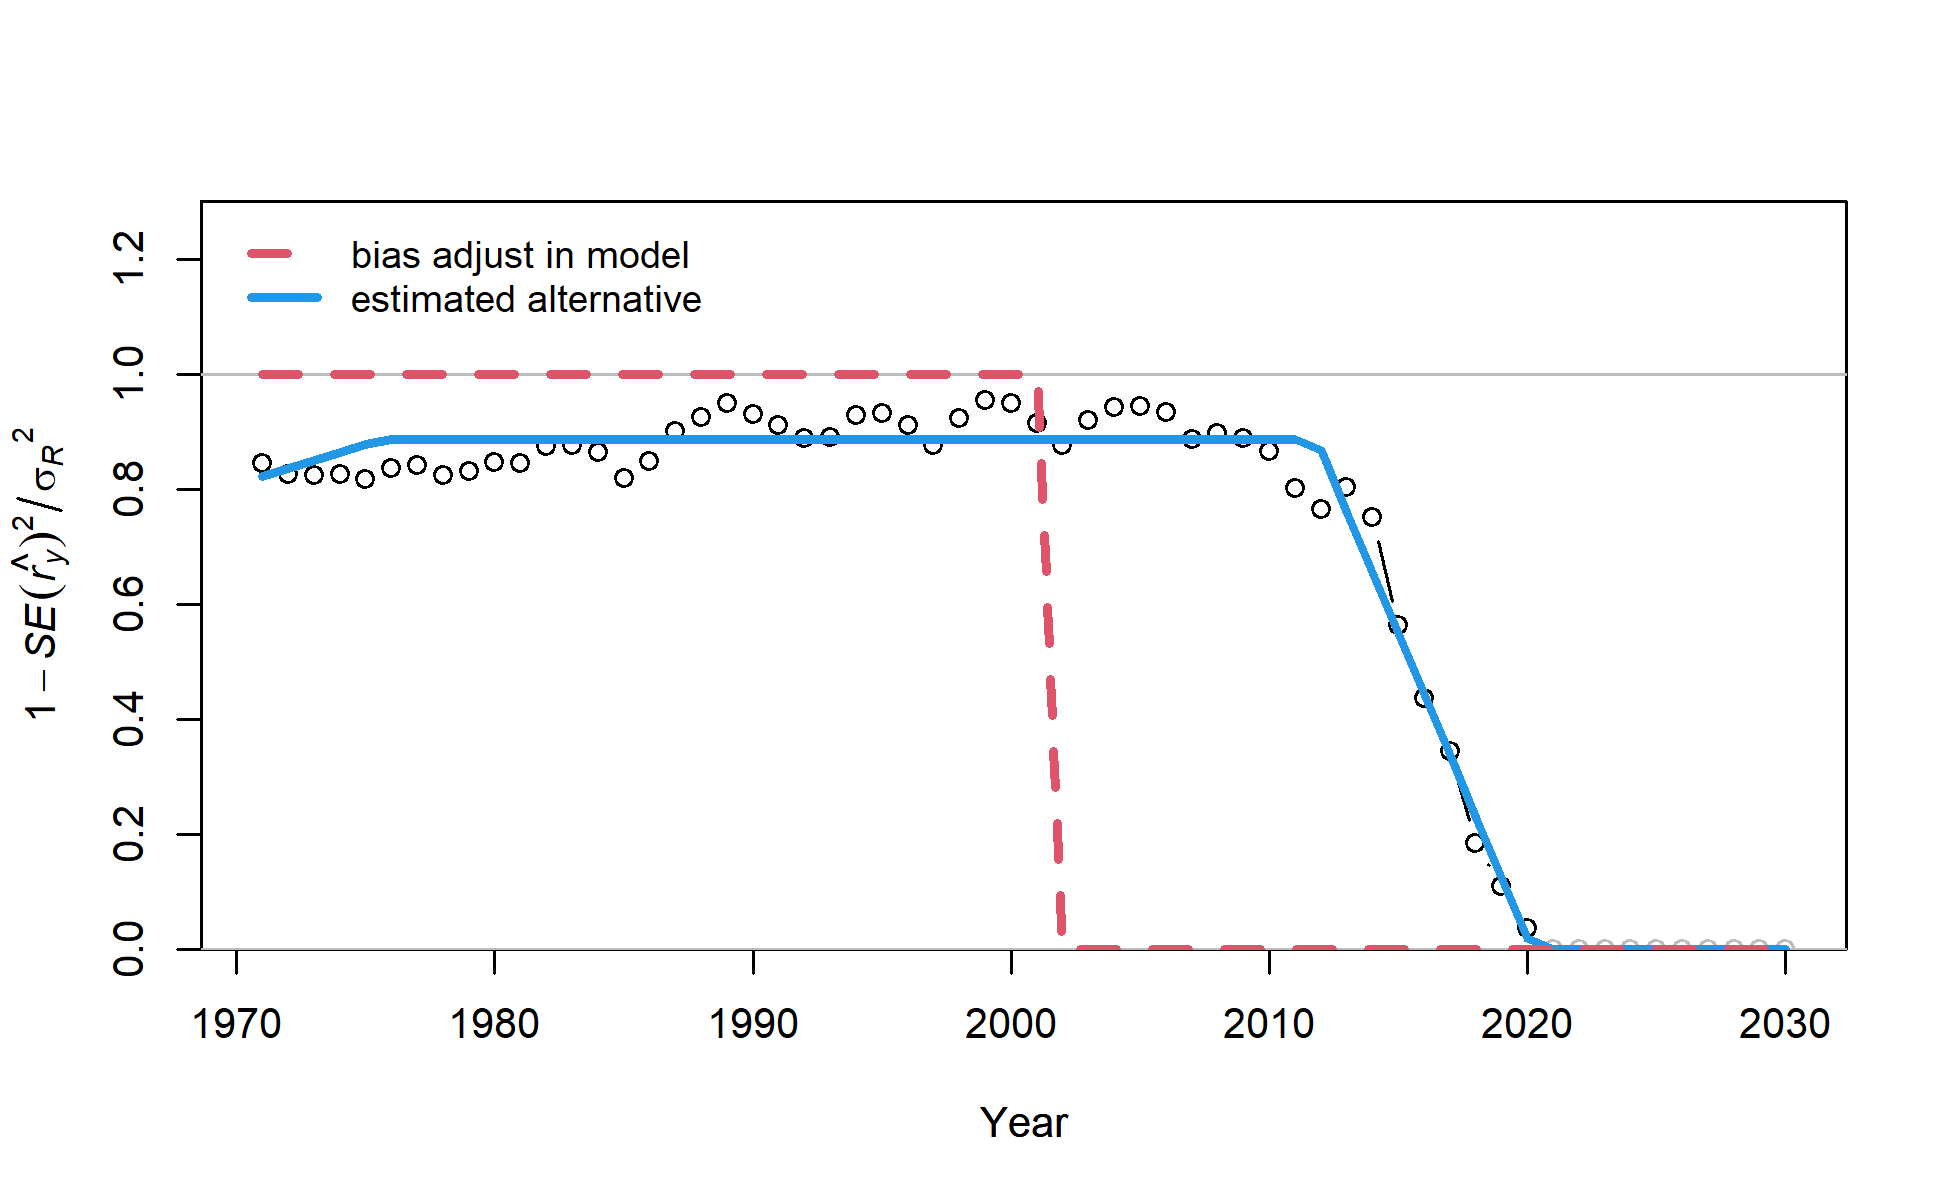 bias adjust in model
estimated alternative
1 − SE(r̂y)² / σR²
1.2
1.0
0.8
0.6
0.4
0.2
0.0
1970 1980 1990 2000 2010 2020 2030
Year